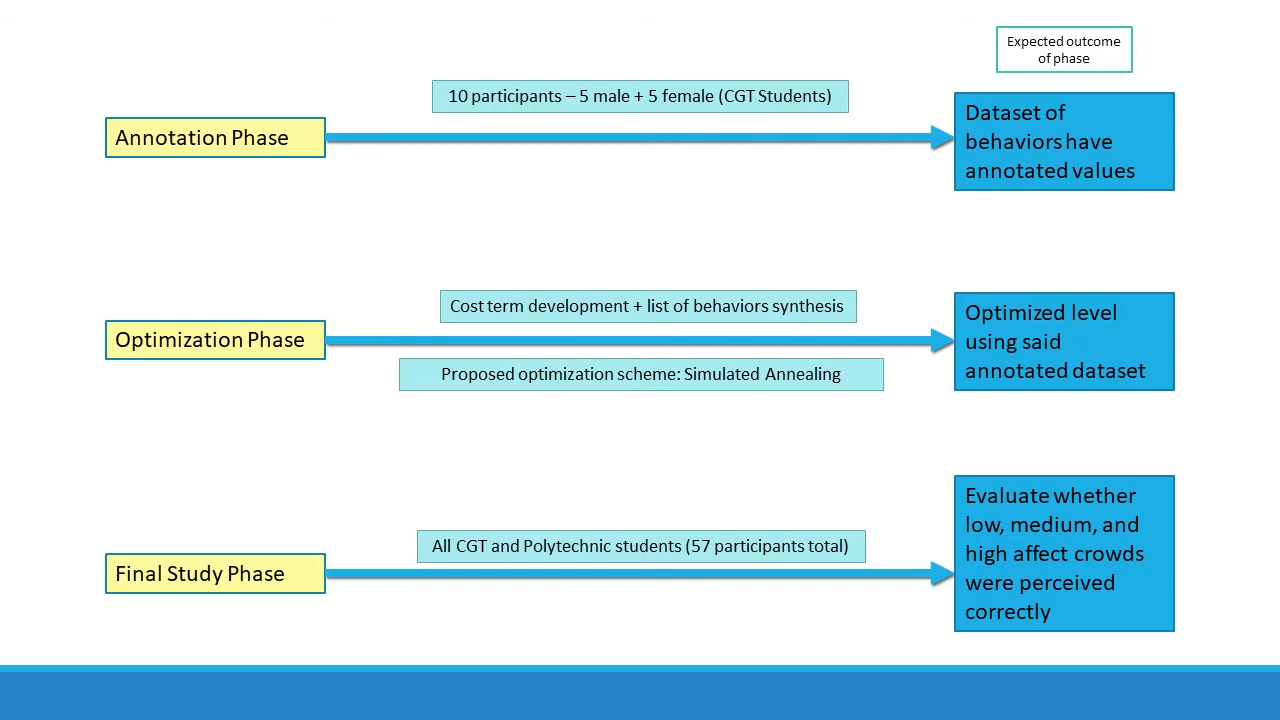 Expected outcome
of phase
10 participants – 5 male + 5 female (CGT Students)
Annotation Phase
Dataset of
behaviors have
annotated values
Cost term development + list of behaviors synthesis
Optimization Phase
Proposed optimization scheme: Simulated Annealing
Optimized level
using said
annotated dataset
All CGT and Polytechnic students (57 participants total)
Final Study Phase
Evaluate whether
low, medium, and
high affect crowds
were perceived
correctly